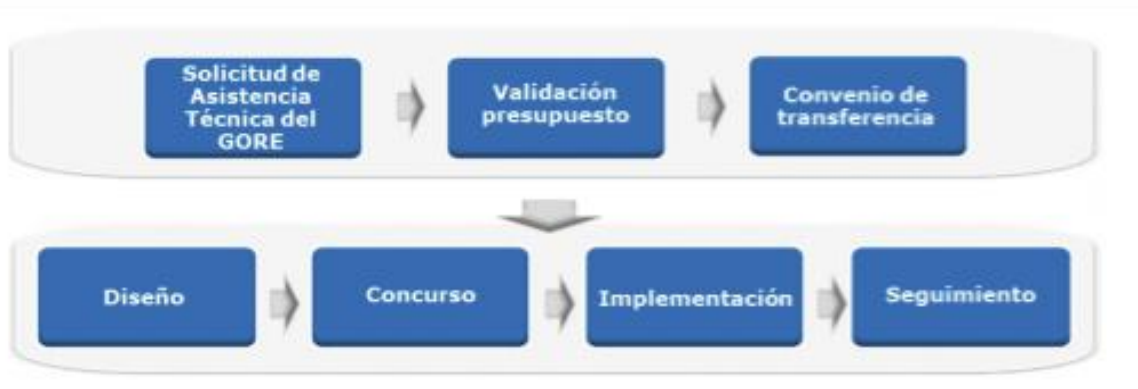 Solicitud de
Asistencia
Técnica del
GORE
Validación
presupuesto
Convenio de
transferencia
Diseño
Concurso
Implementación
Seguimiento